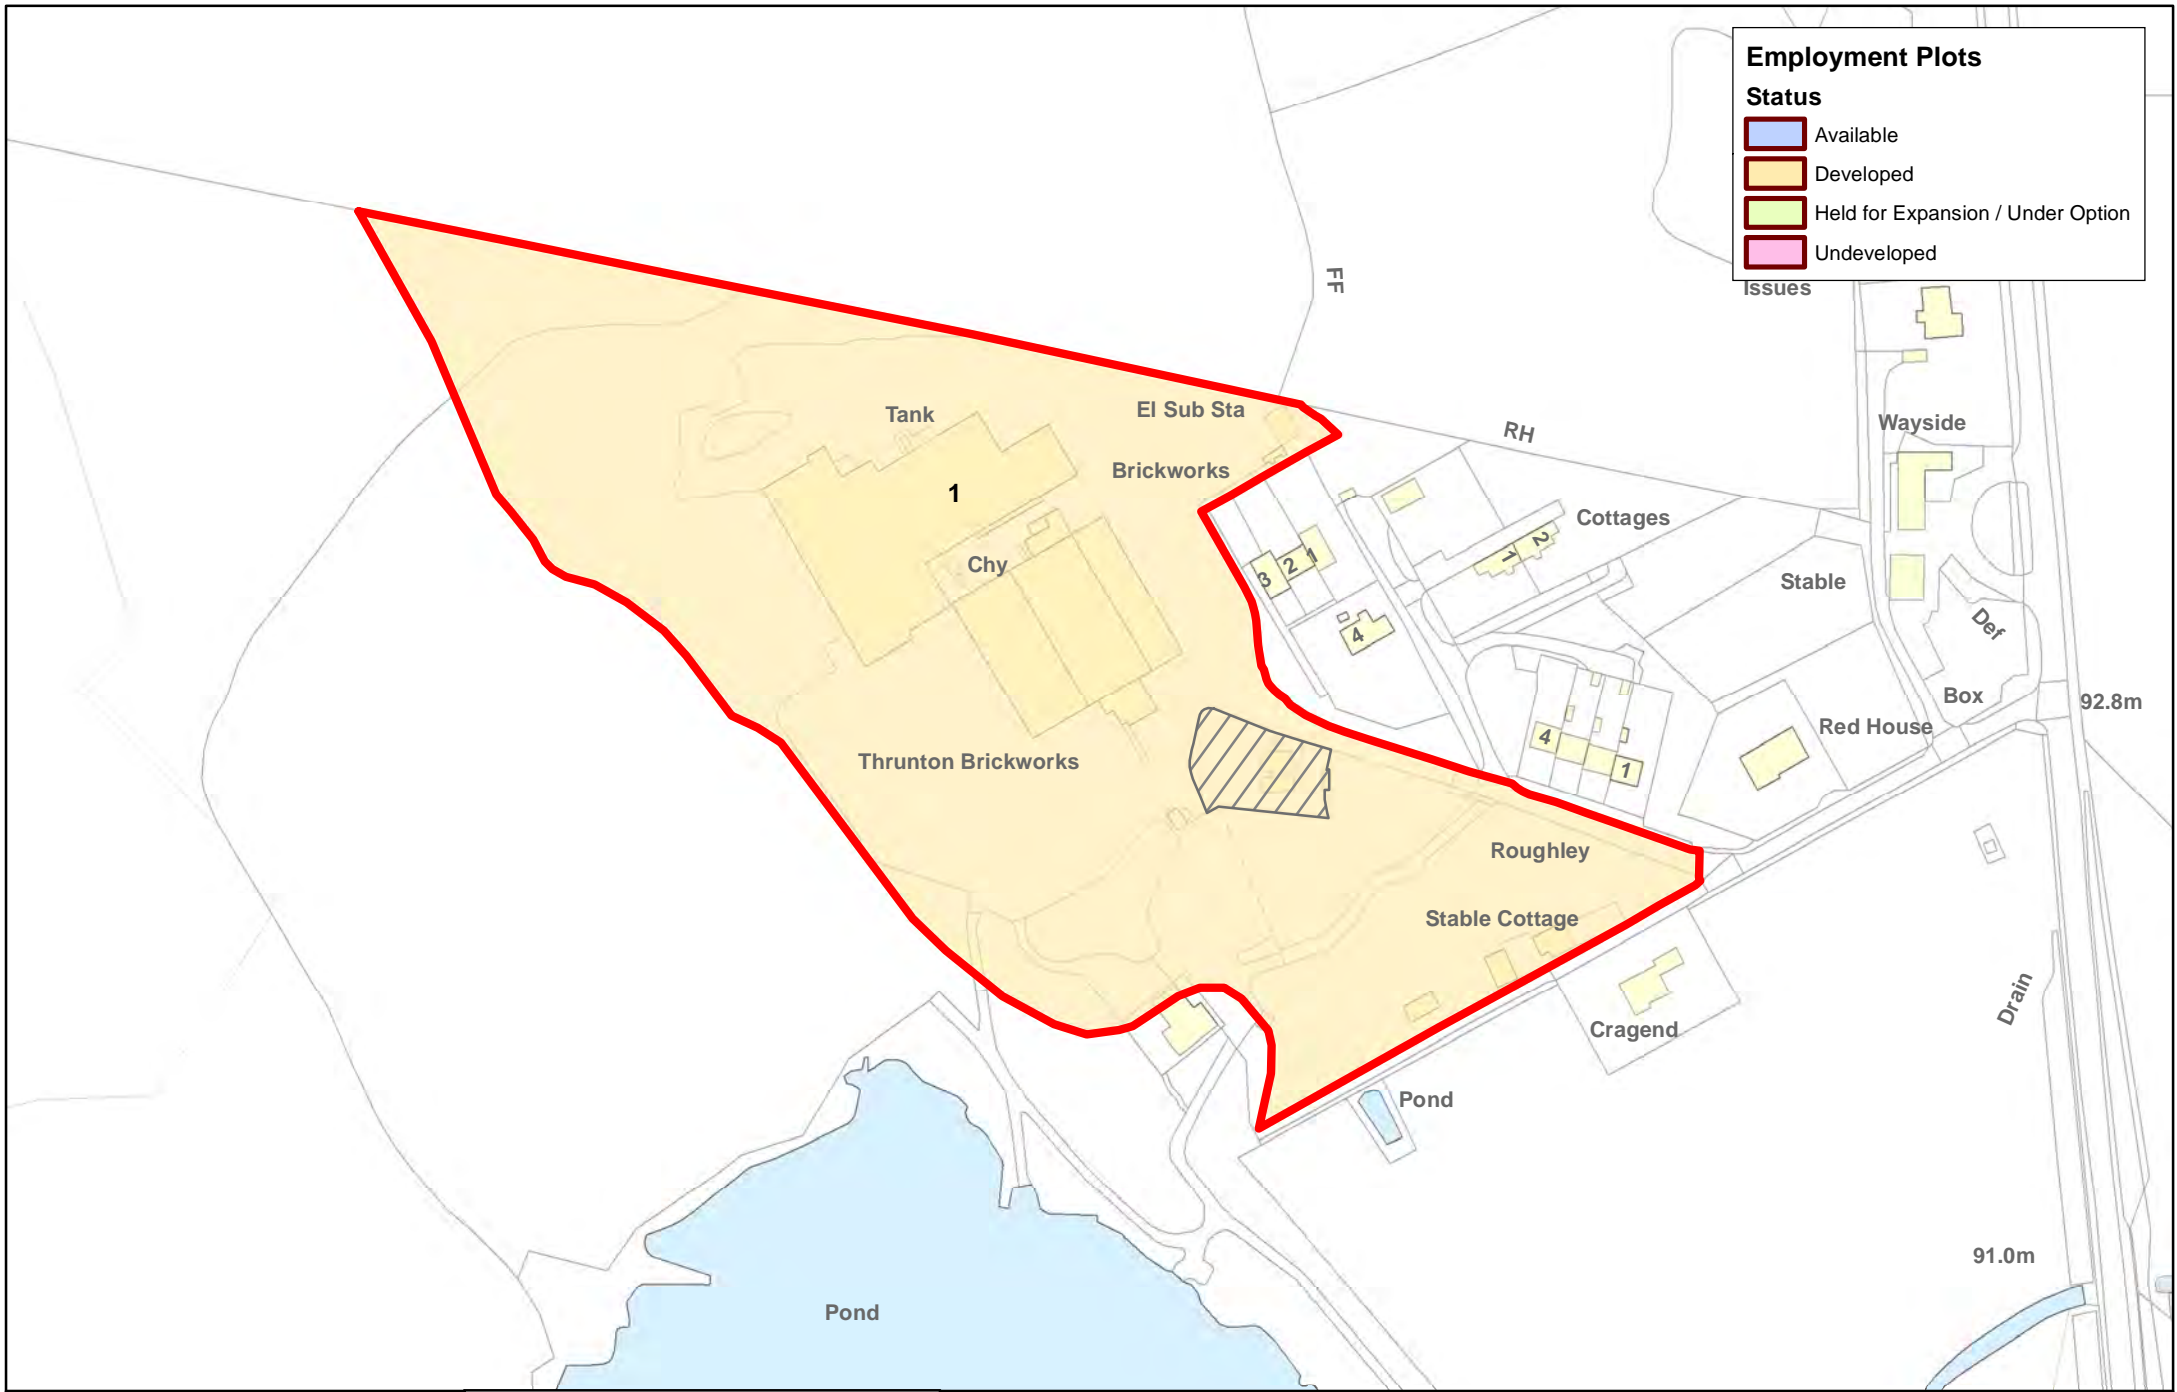 Employment Plots
Status
Available
Developed
Held for Expansion / Under Option
Undeveloped
Issues
FF
Tank
El Sub Sta
RH
Wayside
Brickworks
1
Cottages
Chy
3
2
1
1
2
Stable
4
Def
Box
92.8m
Red House
4
1
Thrunton Brickworks
Roughley
Stable Cottage
Cragend
Drain
Pond
91.0m
Pond